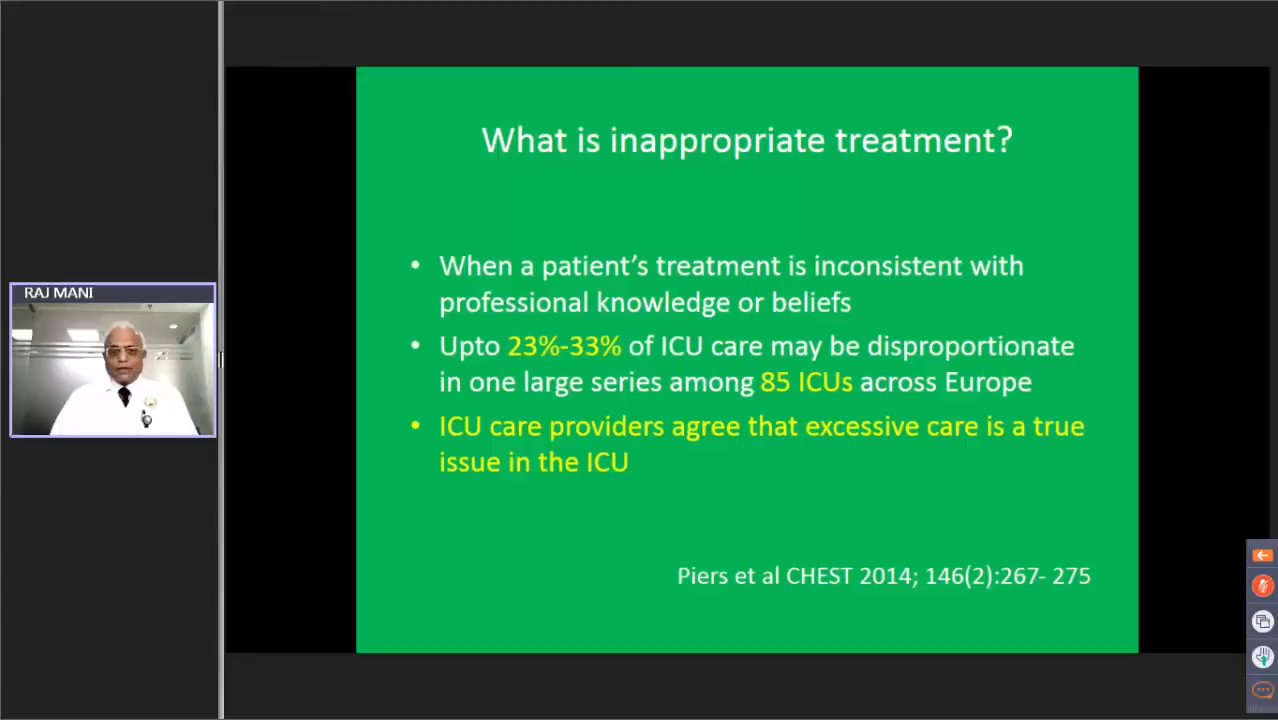 RAJ MANI
What is inappropriate treatment?
• When a patient's treatment is inconsistent with
professional knowledge or beliefs
• Upto 23%-33% of ICU care may be disproportionate
in one large series among 85 ICUs across Europe
• ICU care providers agree that excessive care is a true
issue in the ICU
Piers et al CHEST 2014; 146(2):267- 275